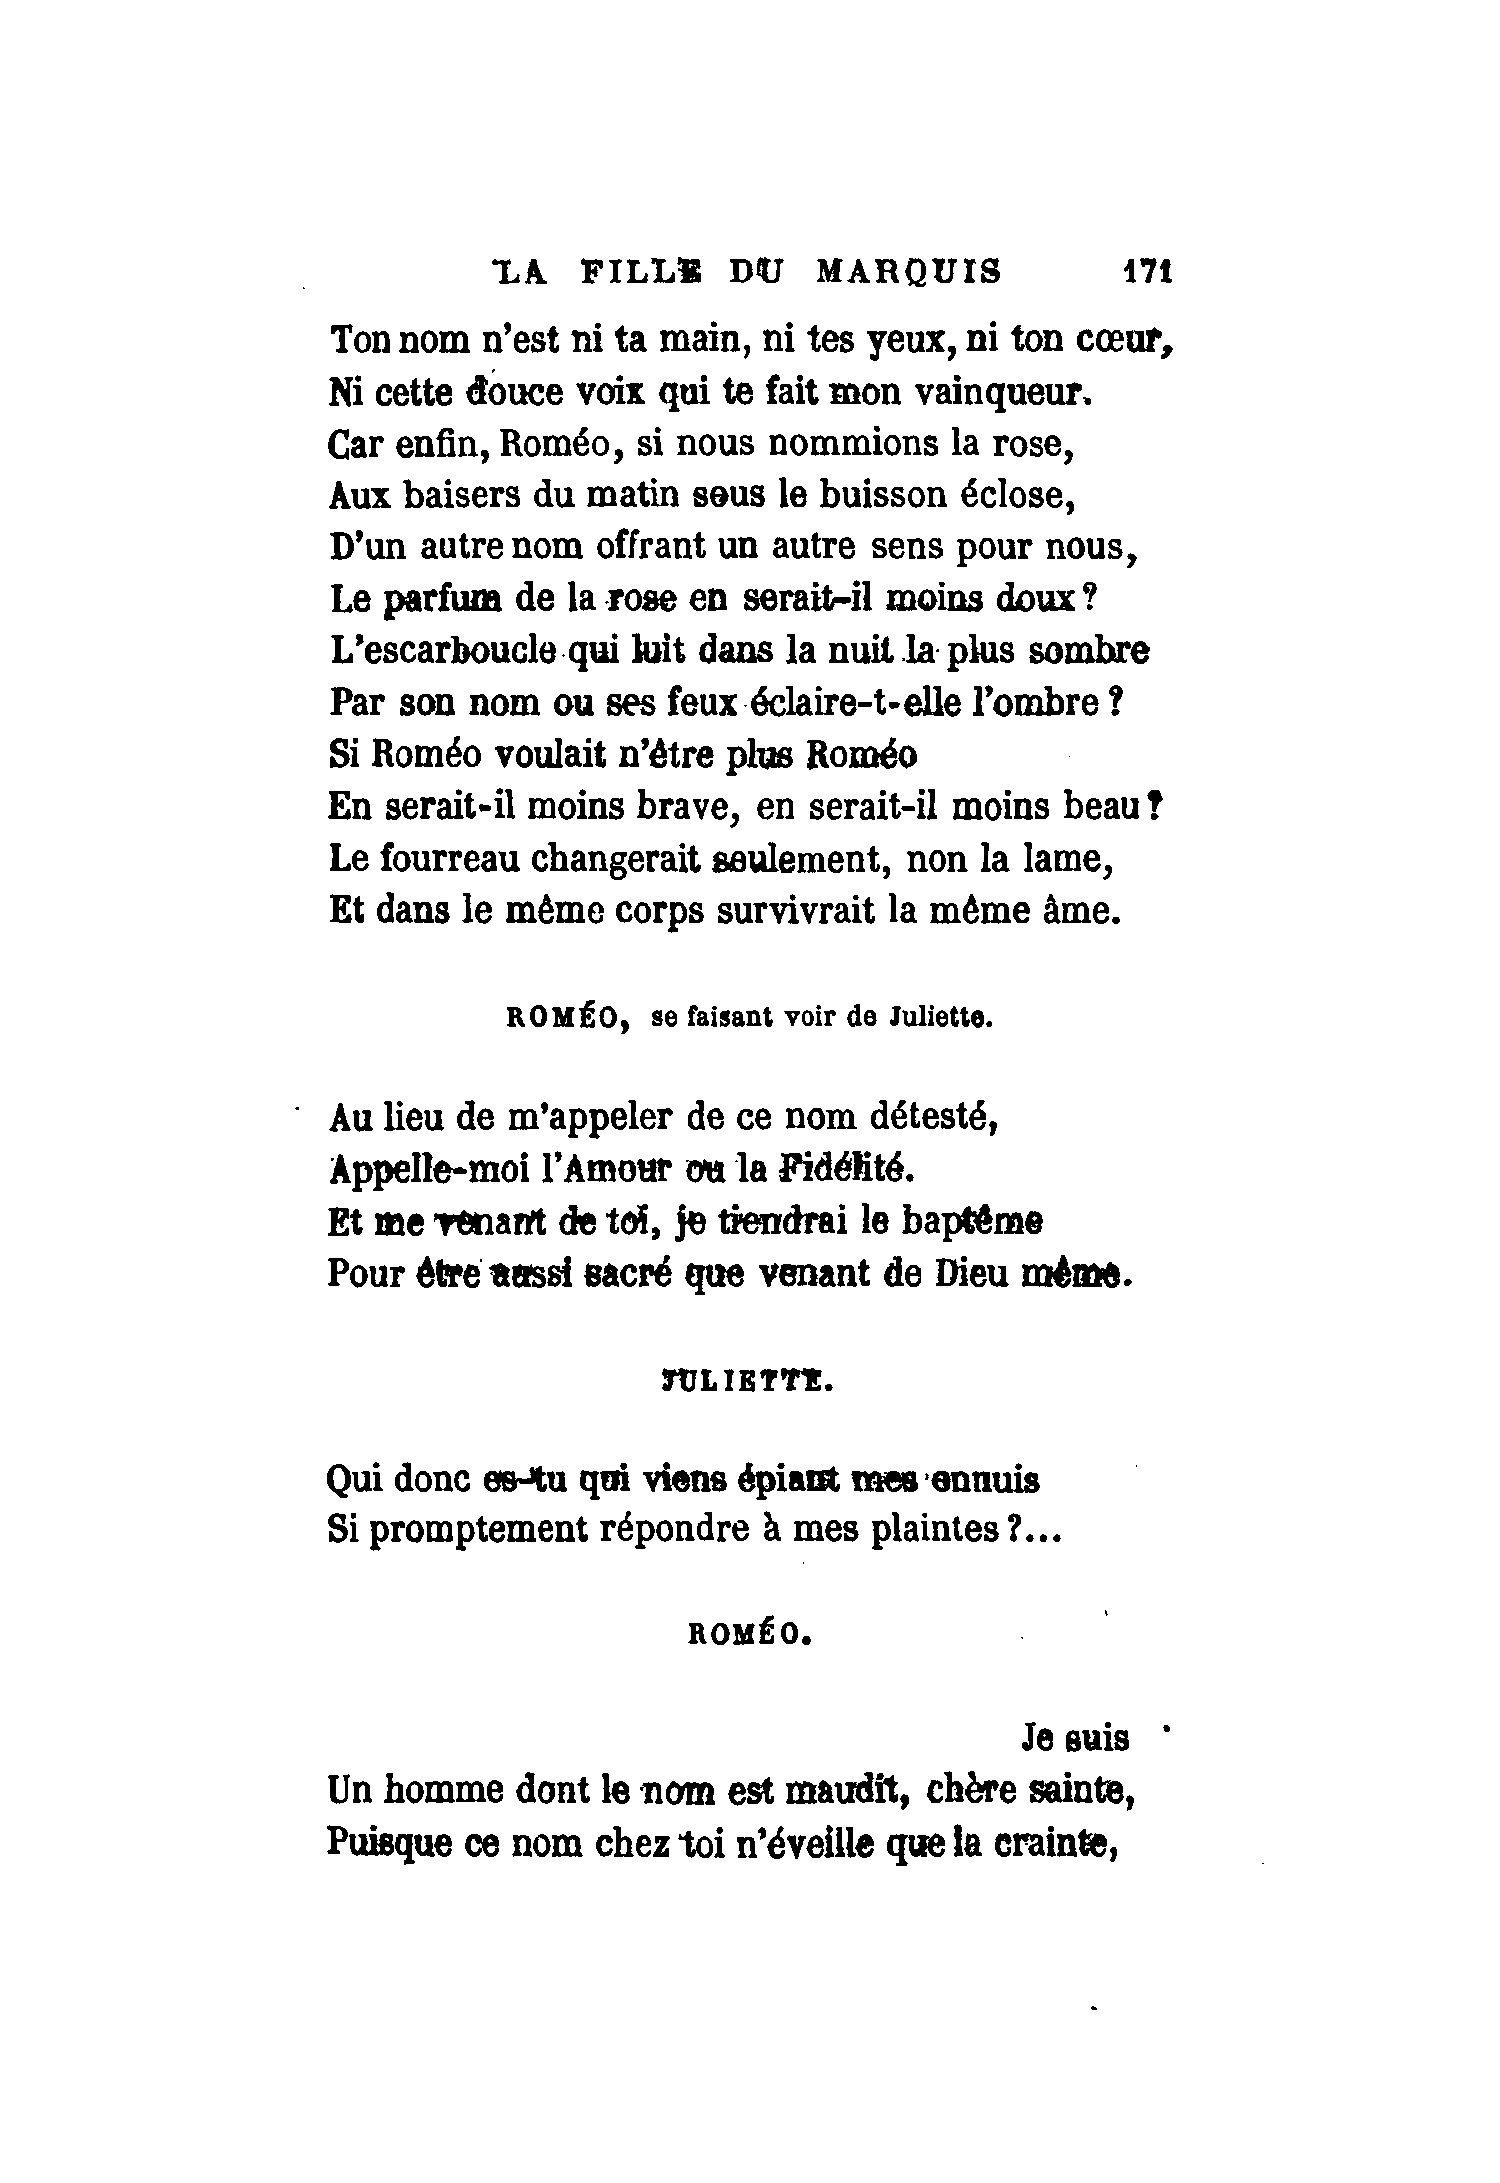 LA FILLE DU MARQUIS 171
Ton nom n'est ni ta main, ni tes yeux, ni ton cœur,
Ni cette douce voix qui te fait mon vainqueur.
Car enfin, Roméo, si nous nommions la rose,
Aux baisers du matin sous le buisson éclose,
D'un autre nom offrant un autre sens pour nous,
Le parfum de la rose en serait-il moins doux?
L'escarboucle qui luit dans la nuit la plus sombre
Par son nom ou ses feux éclaire-t-elle l'ombre?
Si Roméo voulait n'être plus Roméo
En serait-il moins brave, en serait-il moins beau?
Le fourreau changerait seulement, non la lame,
Et dans le même corps survivrait la même âme.
ROMÉO, se faisant voir de Juliette.
Au lieu de m'appeler de ce nom détesté,
Appelle-moi l'Amour ou la Fidélité.
Et me venant de toi, je tiendrai le baptême
Pour être aussi sacré que venant de Dieu même.
JULIETTE.
Qui donc es-tu qui viens épiant mes ennuis
Si promptement répondre à mes plaintes?...
ROMÉO.
Je suis
Un homme dont le nom est maudit, chère sainte,
Puisque ce nom chez toi n'éveille que la crainte,